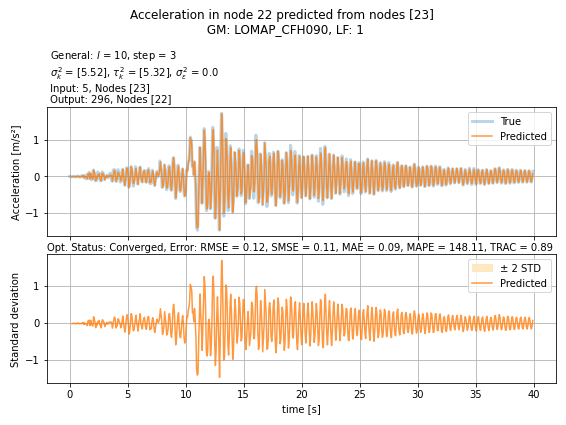 Acceleration in node 22 predicted from nodes [23]
GM: LOMAP_CFH090, LF: 1
General: l = 10, step = 3
σ²ₖ = [5.52], τ²ₖ = [5.32], σ²ε = 0.0
Input: 5, Nodes [23]
Output: 296, Nodes [22]
Acceleration [m/s²]
1
0
−1
True
Predicted
Opt. Status: Converged, Error: RMSE = 0.12, SMSE = 0.11, MAE = 0.09, MAPE = 148.11, TRAC = 0.89
Standard deviation
1
0
−1
± 2 STD
Predicted
0 5 10 15 20 25 30 35 40
time [s]